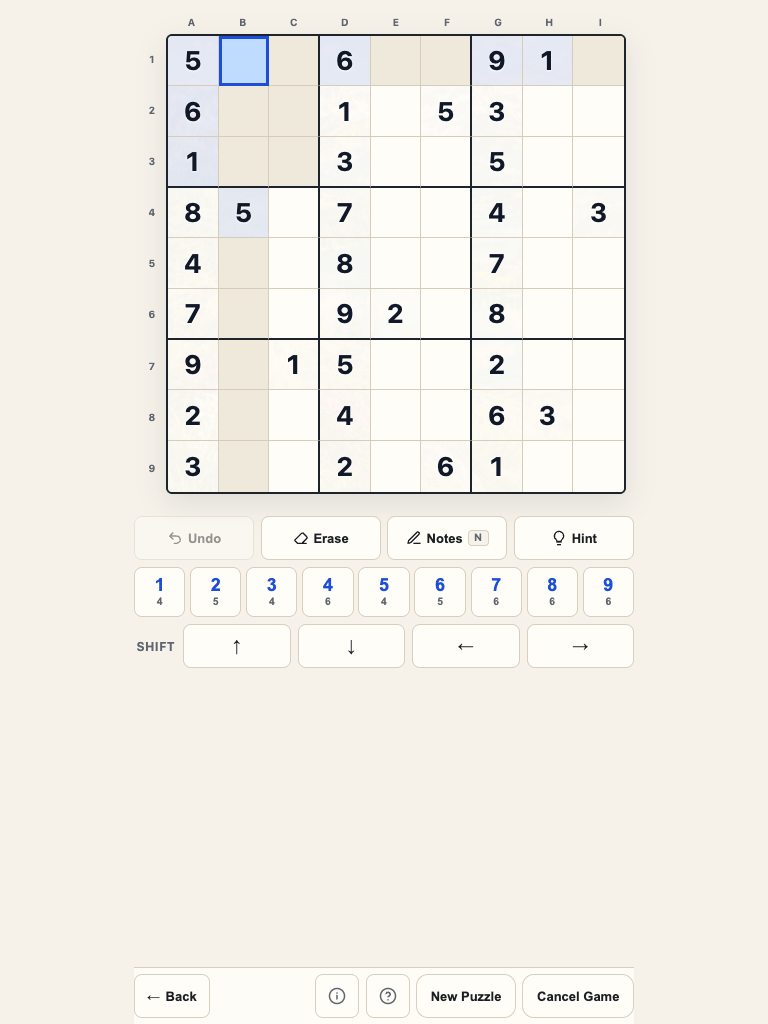 A B C D E F G H I
1 5 6 9 1
2 6 1 5 3
3 1 3 5
4 8 5 7 4 3
5 4 8 7
6 7 9 2 8
7 9 1 5 2
8 2 4 6 3
9 3 2 6 1
Undo Erase Notes N Hint
1 2 3 4 5 6 7 8 9
4 5 4 6 4 5 6 6 6
SHIFT ↑ ↓ ← →
← Back New Puzzle Cancel Game